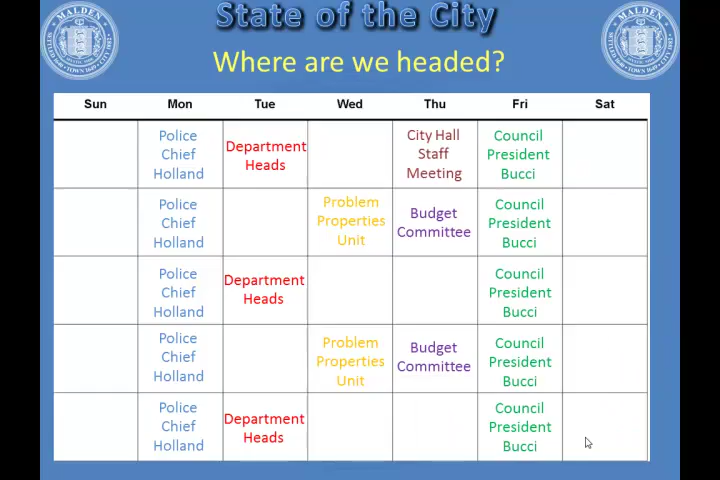 State of the City
Where are we headed?
Sun Mon Tue Wed Thu Fri Sat
Police
Chief
Holland
Department
Heads
City Hall
Staff
Meeting
Council
President
Bucci
Police
Chief
Holland
Problem
Properties
Unit
Budget
Committee
Council
President
Bucci
Police
Chief
Holland
Department
Heads
Council
President
Bucci
Police
Chief
Holland
Problem
Properties
Unit
Budget
Committee
Council
President
Bucci
Police
Chief
Holland
Department
Heads
Council
President
Bucci
MALDEN
MALDEN